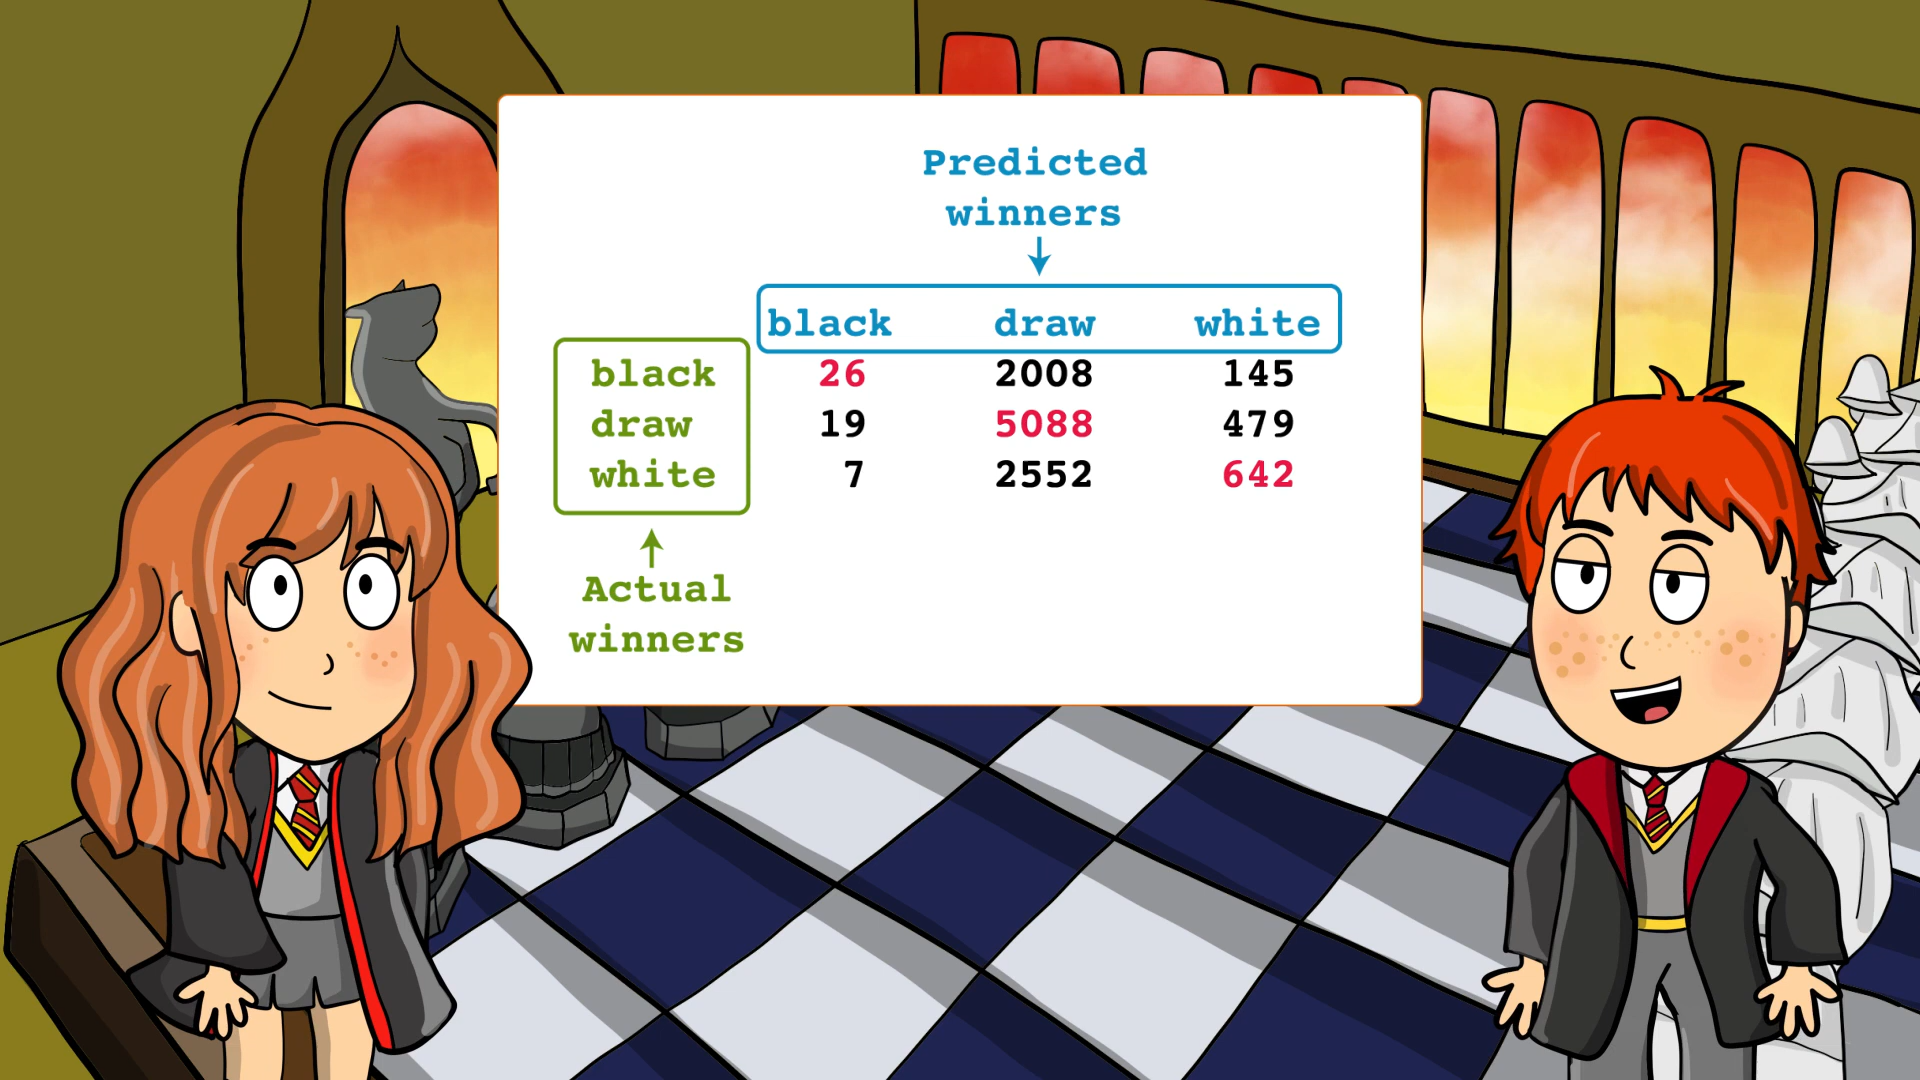 Predicted
winners
black draw white
black 26 2008 145
draw 19 5088 479
white 7 2552 642
Actual
winners